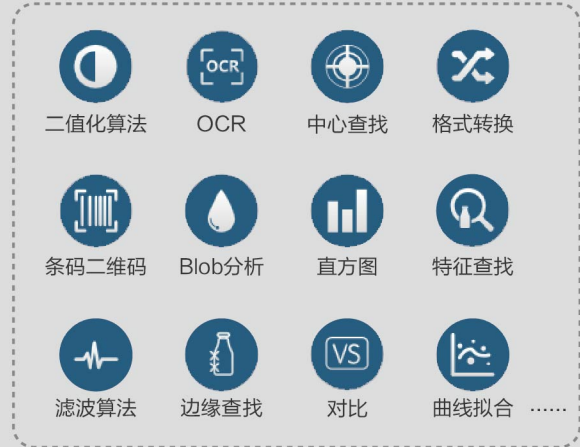 OCR
二值化算法 OCR 中心查找 格式转换
条码二维码 Blob分析 直方图 特征查找
VS
滤波算法 边缘查找 对比 曲线拟合 ......